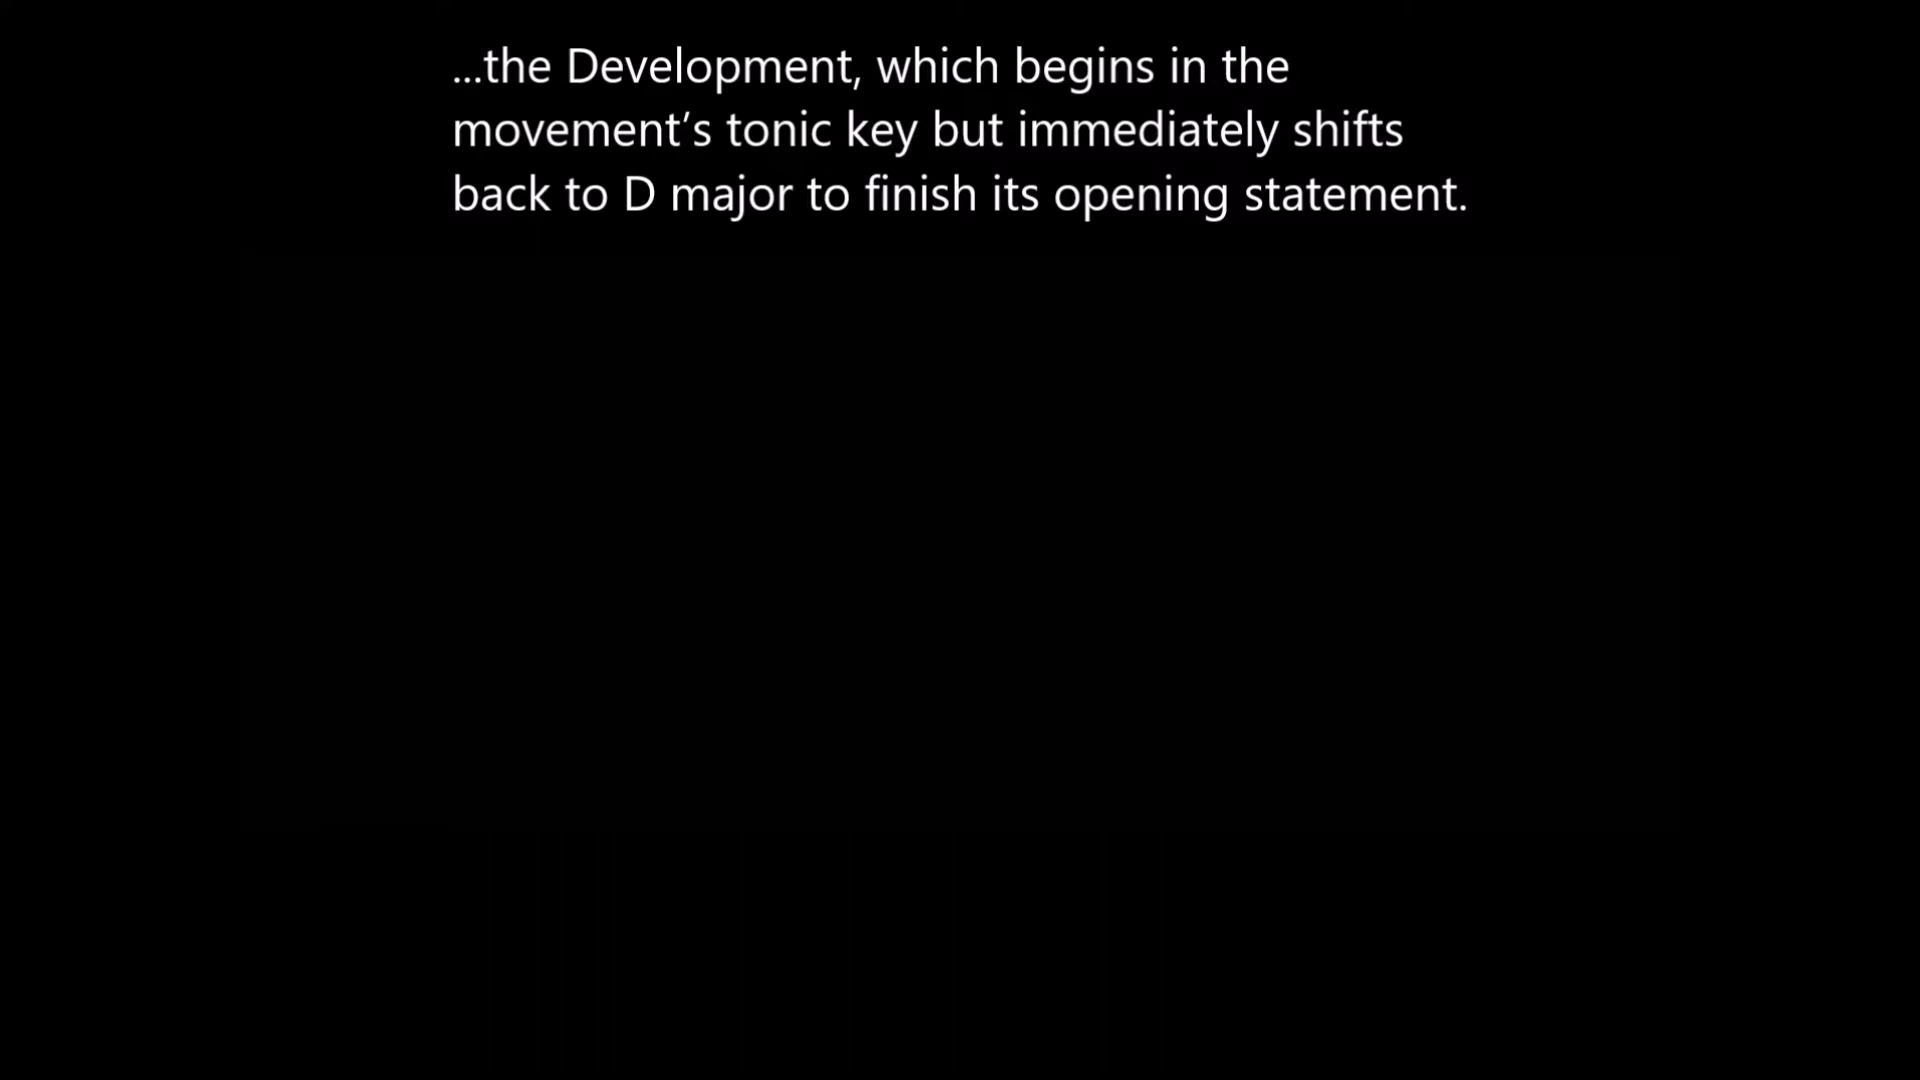 ...the Development, which begins in the
movement’s tonic key but immediately shifts
back to D major to finish its opening statement.